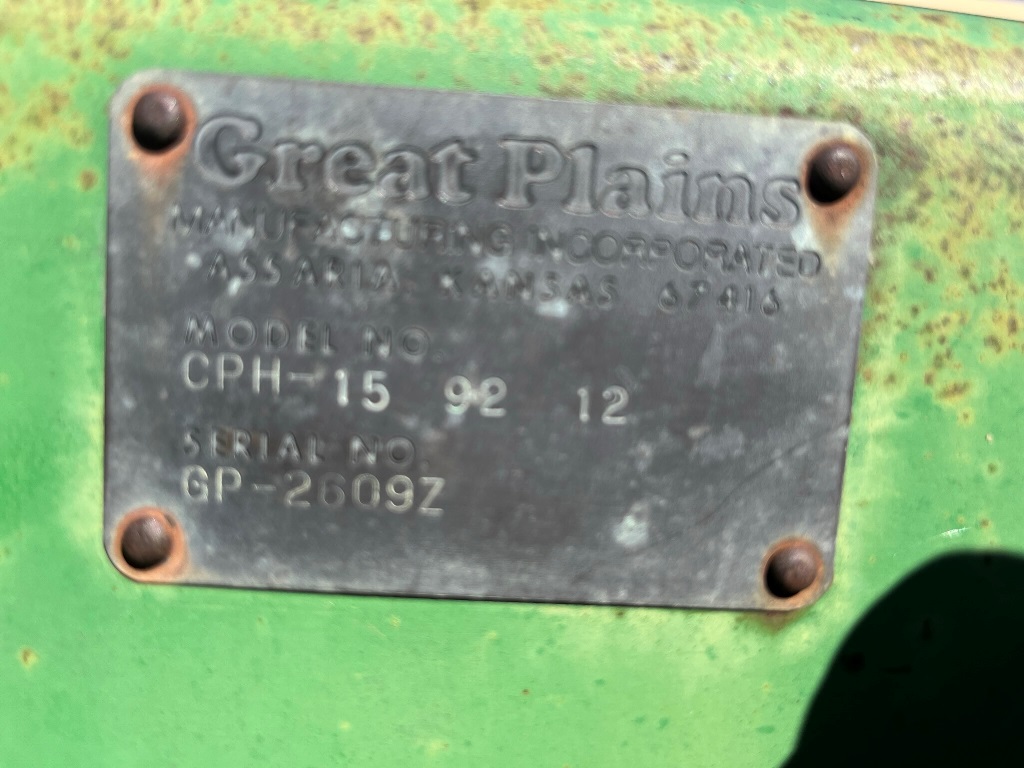 Great Plains
MANUFACTURING INCORPORATED
ASSARIA, KANSAS 67416
MODEL NO.
CPH-15 92 12
SERIAL NO.
GP-2609Z